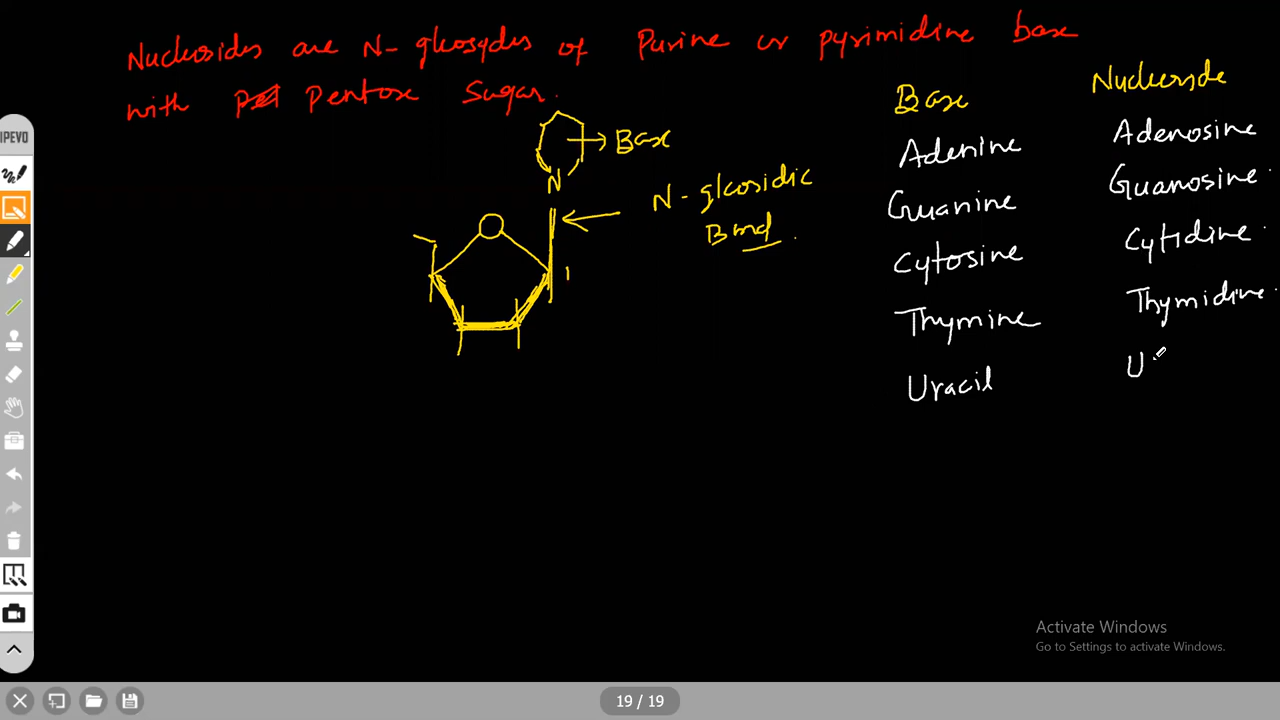 Nucleosides are N-glcosydes of Purine or pyrimidine base
with Pentose Sugar.
Base
N
N-glcosidic
Bond.
1
Base Nucleoside
Adenine Adenosine
Guanine Guanosine
Cytosine Cytidine
Thymine Thymidine
Uracil U
IPEVO
Activate Windows
Go to Settings to activate Windows.
19 / 19